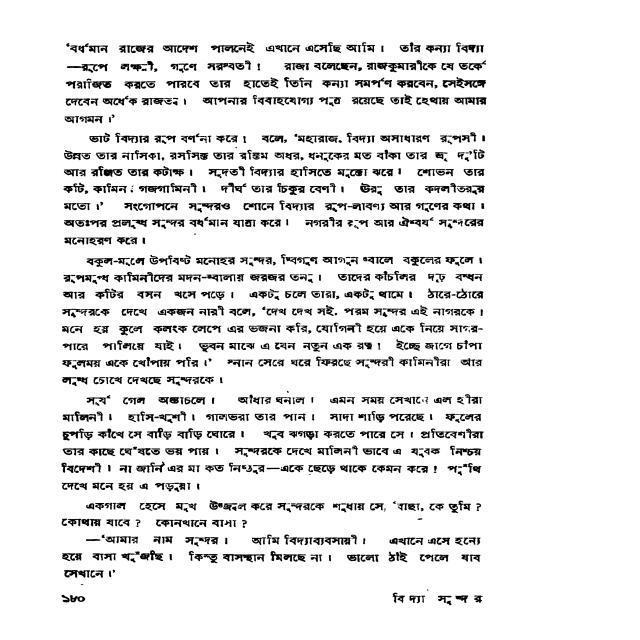 'বর্ধমান রাজের আদেশ পালনেই এখানে এসেছি আমি। তাঁর কন্যা বিদ্যা
—রূপে লক্ষ্মী, গুণে সরস্বতী! রাজা বলেছেন, রাজকুমারীকে যে তর্কে
পরাজিত করতে পারবে তার হাতেই তিনি কন্যা সমর্পণ করবেন, সেইসঙ্গে
দেবেন অর্ধেক রাজত্ব। আপনার বিবাহযোগ্য পুত্র রয়েছে তাই হেথায় আমার
আগমন।'
ভাট বিদ্যার রূপ বর্ণনা করে। বলে, 'মহারাজ, বিদ্যা অসাধারণ রূপসী।
উন্নত তার নাসিকা, রসসিক্ত তার রক্তিম অধর, ধনুকের মত বাঁকা তার ভ্রূ দুটি
আর রঞ্জিত তার কটাক্ষ। সুদতী বিদ্যার হাসিতে মুক্তো ঝরে। শোভন তার
কটি, কামিনী গজগামিনী। দীর্ঘ তার চিকুর বেণী। ঊরু তার কদলীতরুর
মতো।' সংগোপনে সুন্দরও শোনে বিদ্যার রূপ-লাবণ্য আর গুণের কথা।
অতঃপর প্রলুব্ধ সুন্দর বর্ধমান যাত্রা করে। নগরীর রূপ আর ঐশ্বর্য সুন্দরের
মনোহরণ করে।
বকুল-মূলে উপবিষ্ট মনোহর সুন্দর, দ্বিগুণ আগুন জ্বালে বকুলের ফুলে।
রূপমুগ্ধ কামিনীদের মদন-জ্বালায় জরজর তনু। তাদের কাঁচলির দৃঢ় বন্ধন
আর কটির বসন খসে পড়ে। একটু চলে তারা, একটু থামে। ঠারে-ঠোরে
সুন্দরকে দেখে একজন নারী বলে, 'দেখ দেখ সই, পরম সুন্দর এই নাগরকে।
মনে হয় কুলে কলংক লেপে এর ভজনা করি, যোগিনী হয়ে একে নিয়ে সাগর-
পারে পালিয়ে যাই। ভুবন মাঝে এ যেন নতুন এক রত্ন। ইচ্ছে জাগে চাঁপা
ফুলময় একে খোঁপায় পরি।' স্নান সেরে ঘরে ফিরছে সুন্দরী কামিনীরা আর
লুব্ধ চোখে দেখছে সুন্দরকে।
সূর্য গেল অস্তাচলে। আঁধার ঘনাল। এমন সময় সেখানে এল হীরা
মালিনী। হাসি-খুশী। গালভরা তার পান। সাদা শাড়ি পরেছে। ফুলের
চুপড়ি কাঁখে সে বাড়ি বাড়ি ঘোরে। খুব ঝগড়া করতে পারে সে। প্রতিবেশীরা
তার কাছে ঘেঁষতে ভয় পায়। সুন্দরকে দেখে মালিনী ভাবে এ যুবক নিশ্চয়
বিদেশী। না জানি এর মা কত নিষ্ঠুর—একে ছেড়ে থাকে কেমন করে! পুঁথি
দেখে মনে হয় এ পড়ুয়া।
একগাল হেসে মুখ উজ্জ্বল করে সুন্দরকে শুধায় সে, 'বাছা, কে তুমি?
কোথায় যাবে? কোনখানে বাসা?
—'আমার নাম সুন্দর। আমি বিদ্যাব্যবসায়ী। এখানে এসে হন্যে
হয়ে বাসা খুঁজছি। কিন্তু বাসস্থান মিলছে না। ভালো ঠাঁই পেলে যাব
সেখানে।'
১৮০ বিদ্যা সুন্দর